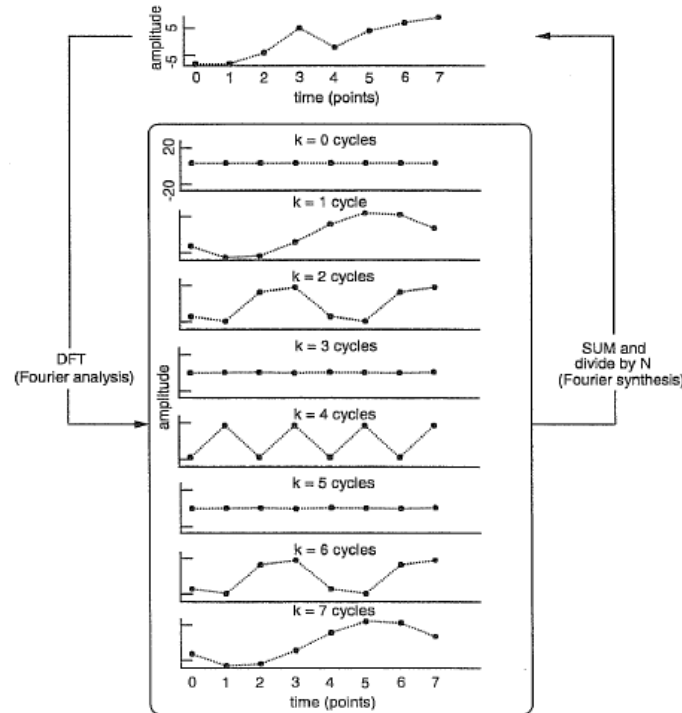 amplitude
5
-5
0 1 2 3 4 5 6 7
time (points)
k = 0 cycles
20
-20
k = 1 cycle
k = 2 cycles
DFT
(Fourier analysis)
SUM and
divide by N
(Fourier synthesis)
k = 3 cycles
amplitude
k = 4 cycles
k = 5 cycles
k = 6 cycles
k = 7 cycles
0 1 2 3 4 5 6 7
time (points)